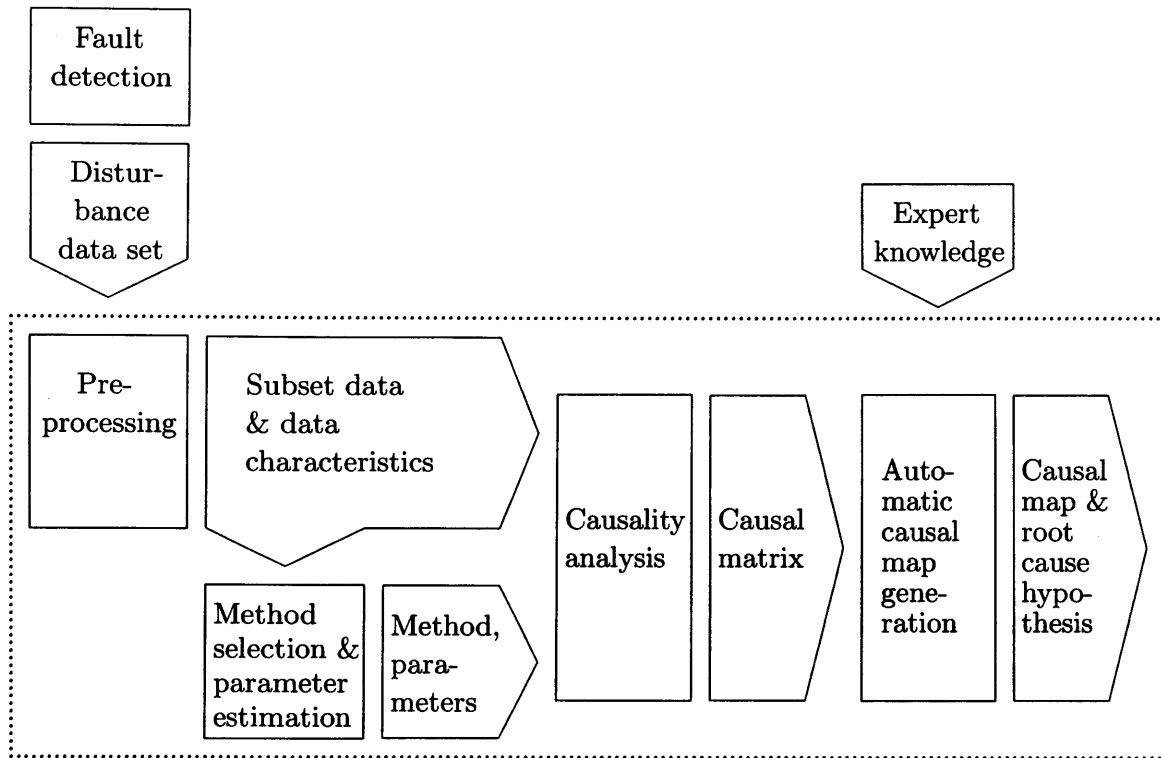 Fault
detection
Distur-
bance
data set
Expert
knowledge
Pre-
processing
Subset data
& data
characteristics
Method
selection &
parameter
estimation
Method,
para-
meters
Causality
analysis
Causal
matrix
Auto-
matic
causal
map
gene-
ration
Causal
map &
root
cause
hypo-
thesis